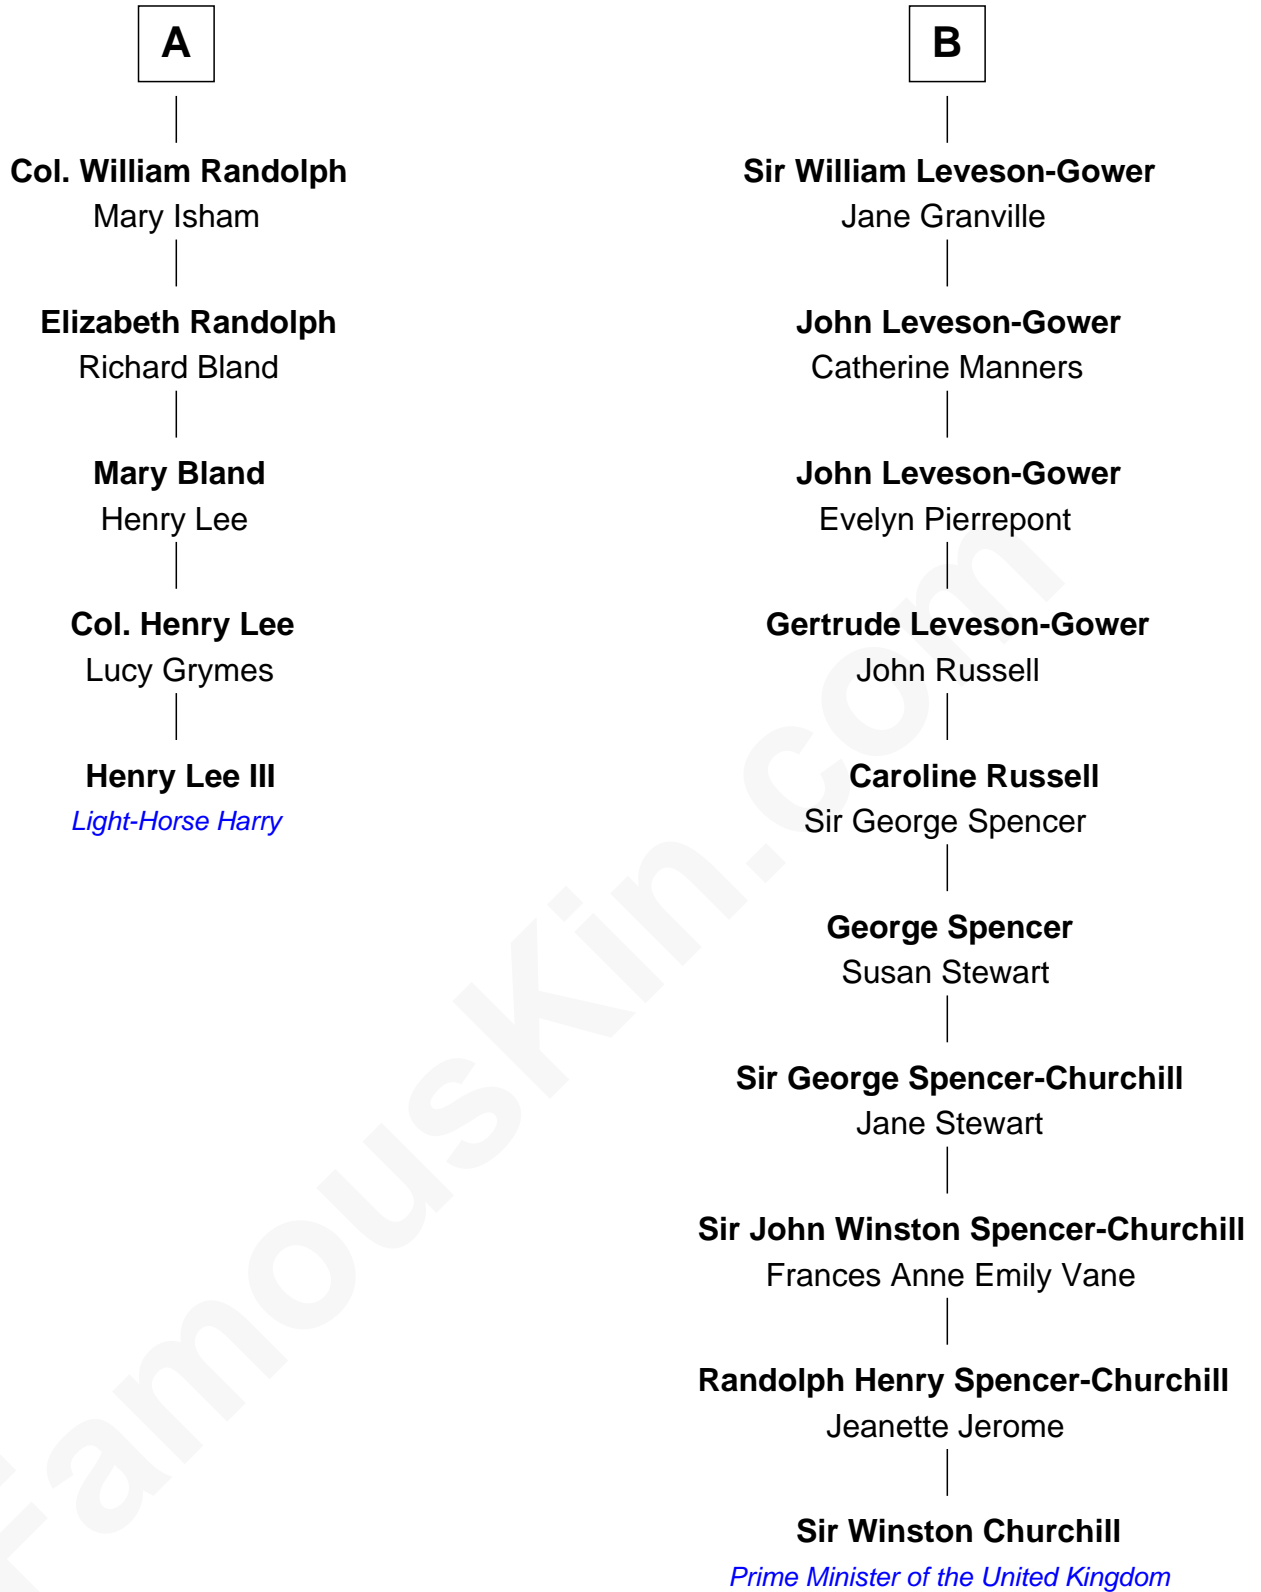 A
Col. William Randolph
Mary Isham
Elizabeth Randolph
Richard Bland
Mary Bland
Henry Lee
Col. Henry Lee
Lucy Grymes
Henry Lee III
Light-Horse Harry
B
Sir William Leveson-Gower
Jane Granville
John Leveson-Gower
Catherine Manners
John Leveson-Gower
Evelyn Pierrepont
Gertrude Leveson-Gower
John Russell
Caroline Russell
Sir George Spencer
George Spencer
Susan Stewart
Sir George Spencer-Churchill
Jane Stewart
Sir John Winston Spencer-Churchill
Frances Anne Emily Vane
Randolph Henry Spencer-Churchill
Jeanette Jerome
Sir Winston Churchill
Prime Minister of the United Kingdom
FamousKin.com